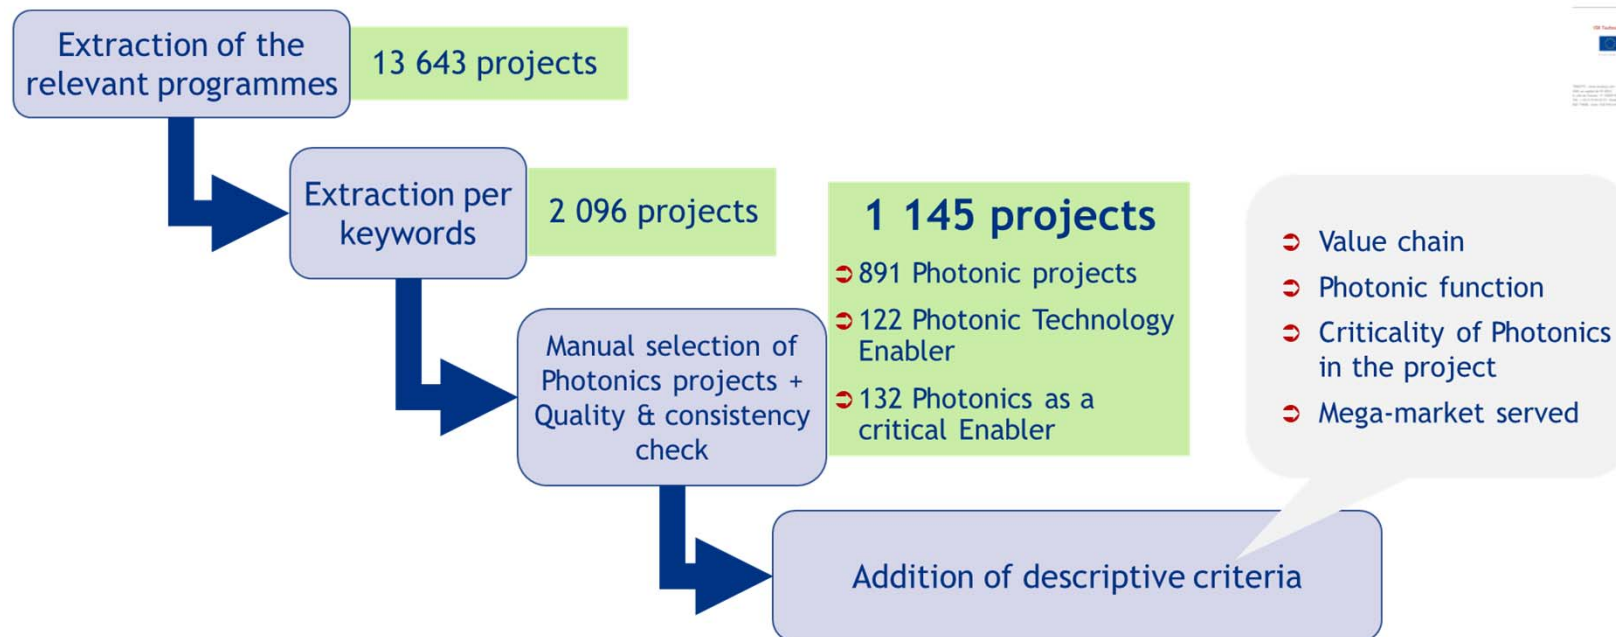 Extraction of the
relevant programmes
13 643 projects
Extraction per
keywords
2 096 projects
Manual selection of
Photonics projects +
Quality & consistency
check
1 145 projects
891 Photonic projects
122 Photonic Technology
Enabler
132 Photonics as a
critical Enabler
Value chain
Photonic function
Criticality of Photonics
in the project
Mega-market served
Addition of descriptive criteria